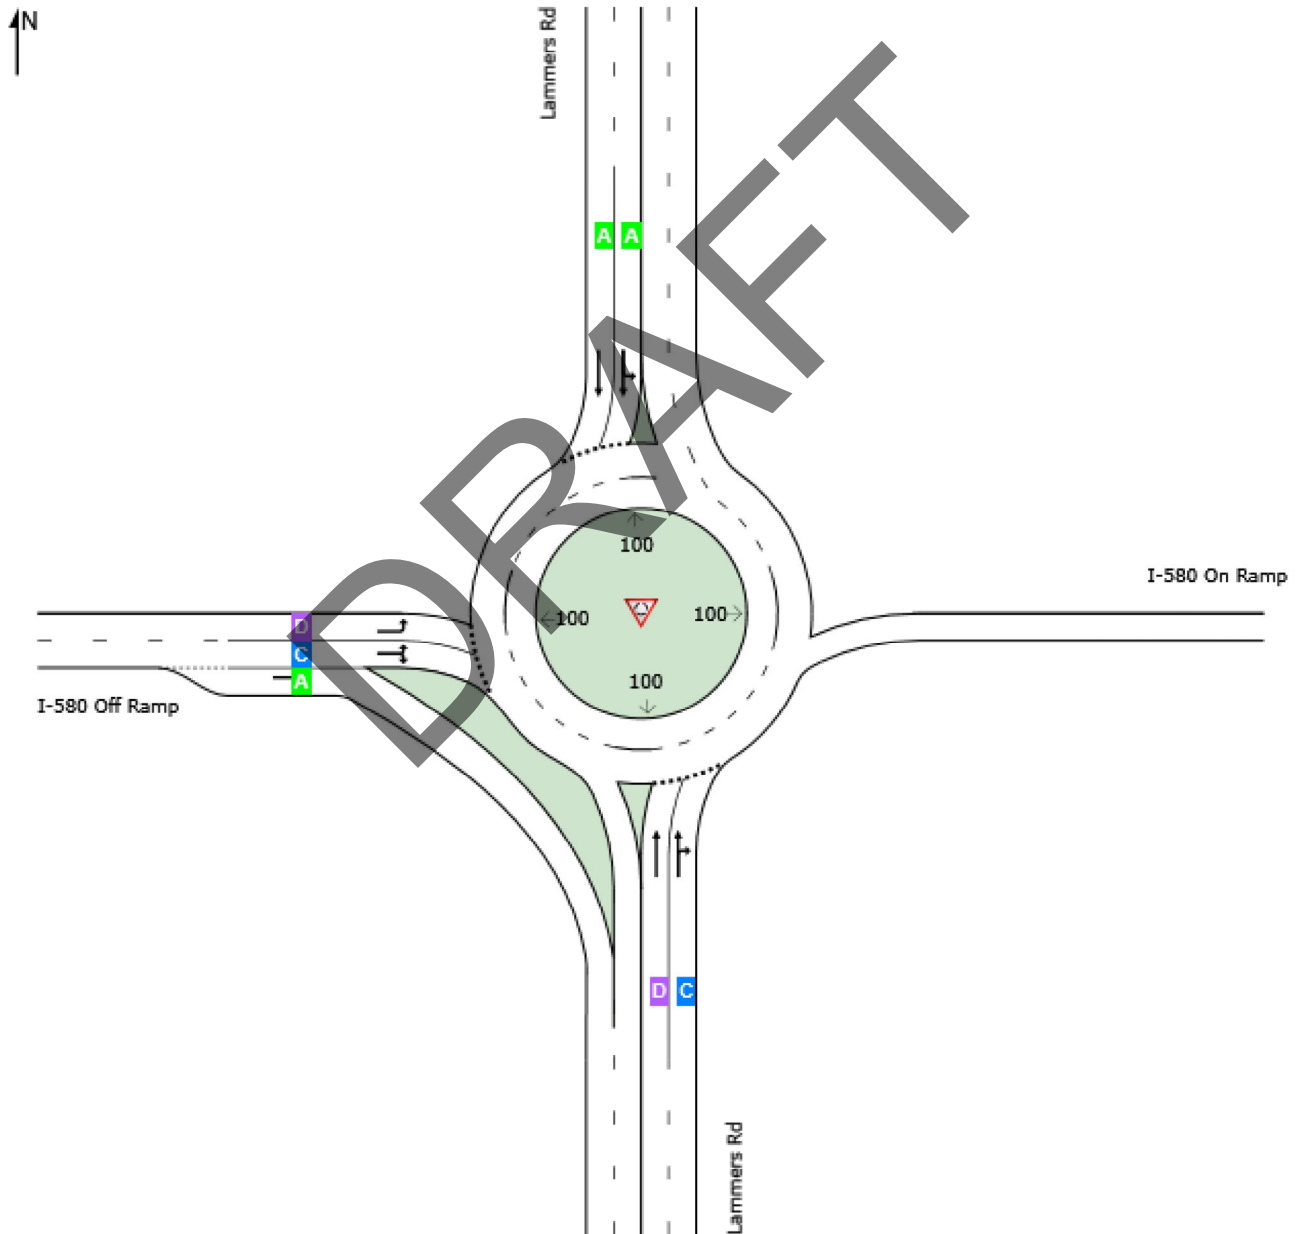 N
Lammers Rd
A A
DRAFT
100
I-580 On Ramp
100
100
D
C
A
100
I-580 Off Ramp
D C
Lammers Rd